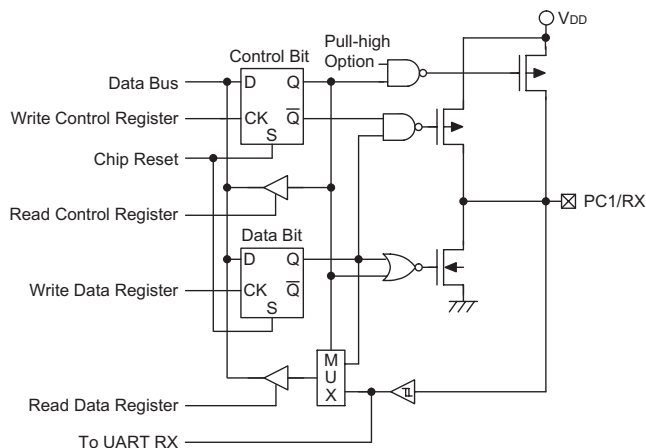 VDD
Pull-high
Option
Control Bit
Data Bus
D
Q
Write Control Register
CK
Q
S
Chip Reset
Read Control Register
PC1/RX
Data Bit
D
Q
Write Data Register
CK
Q
S
M
U
X
Read Data Register
To UART RX